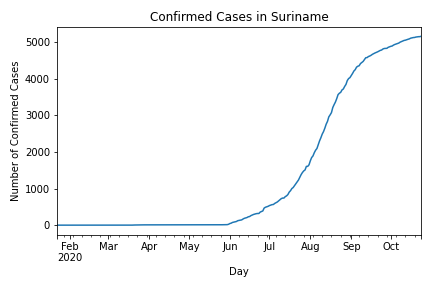 Confirmed Cases in Suriname
Number of Confirmed Cases
5000
4000
3000
2000
1000
0
Feb Mar Apr May Jun Jul Aug Sep Oct
2020
Day